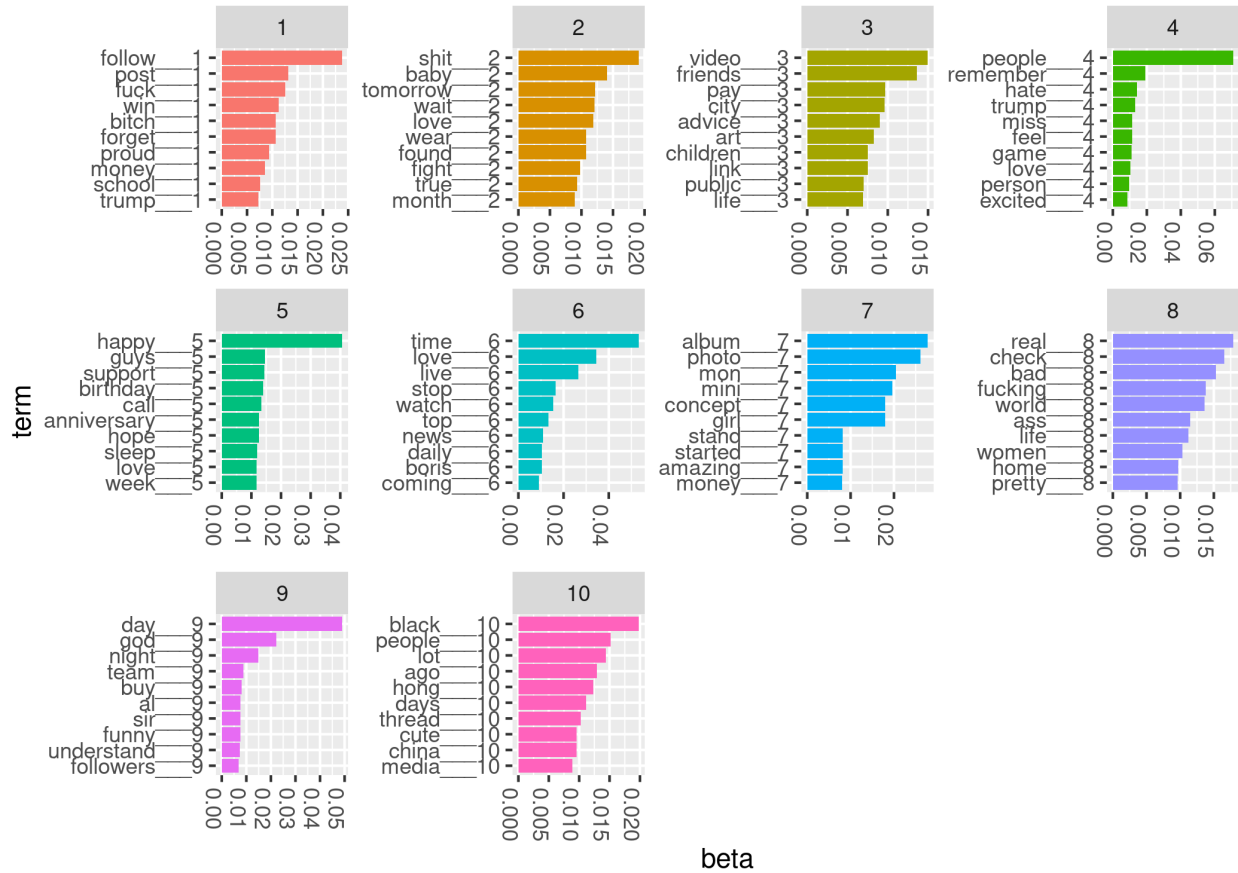 1
follow___1
post___1
fuck___1
win___1
bitch___1
forget___1
proud___1
money___1
school___1
trump___1
0.000 0.005 0.010 0.015 0.020 0.025
2
shit___2
baby___2
tomorrow___2
wait___2
love___2
wear___2
found___2
fight___2
true___2
month___2
0.000 0.005 0.010 0.015 0.020
3
video___3
friends___3
pay___3
city___3
advice___3
art___3
children___3
link___3
public___3
life___3
0.000 0.005 0.010 0.015
4
people___4
remember___4
hate___4
trump___4
miss___4
feel___4
game___4
love___4
person___4
excited___4
0.00 0.02 0.04 0.06
term
5
happy___5
guys___5
support___5
birthday___5
call___5
anniversary___5
hope___5
sleep___5
love___5
week___5
0.00 0.01 0.02 0.03 0.04
6
time___6
love___6
live___6
stop___6
watch___6
top___6
news___6
daily___6
boris___6
coming___6
0.00 0.02 0.04
7
album___7
photo___7
mon___7
mini___7
concept___7
girl___7
stand___7
started___7
amazing___7
money___7
0.00 0.01 0.02
8
real___8
check___8
bad___8
fucking___8
world___8
ass___8
life___8
women___8
home___8
pretty___8
0.000 0.005 0.010 0.015
9
day___9
god___9
night___9
team___9
buy___9
al___9
sir___9
funny___9
understand___9
followers___9
0.00 0.01 0.02 0.03 0.04 0.05
10
black___10
people___10
lot___10
ago___10
hong___10
days___10
thread___10
cute___10
china___10
media___10
0.000 0.005 0.010 0.015 0.020
beta